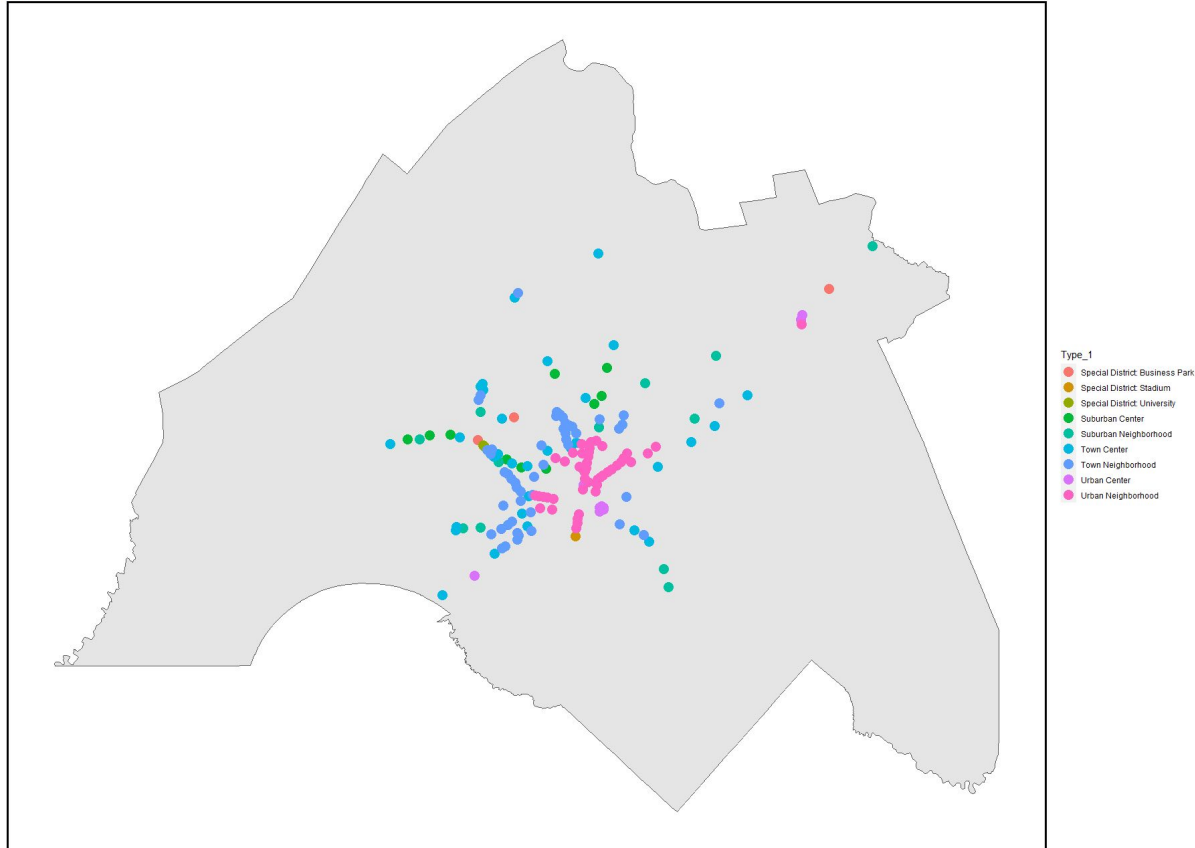 Type_1
Special District: Business Park
Special District: Stadium
Special District: University
Suburban Center
Suburban Neighborhood
Town Center
Town Neighborhood
Urban Center
Urban Neighborhood